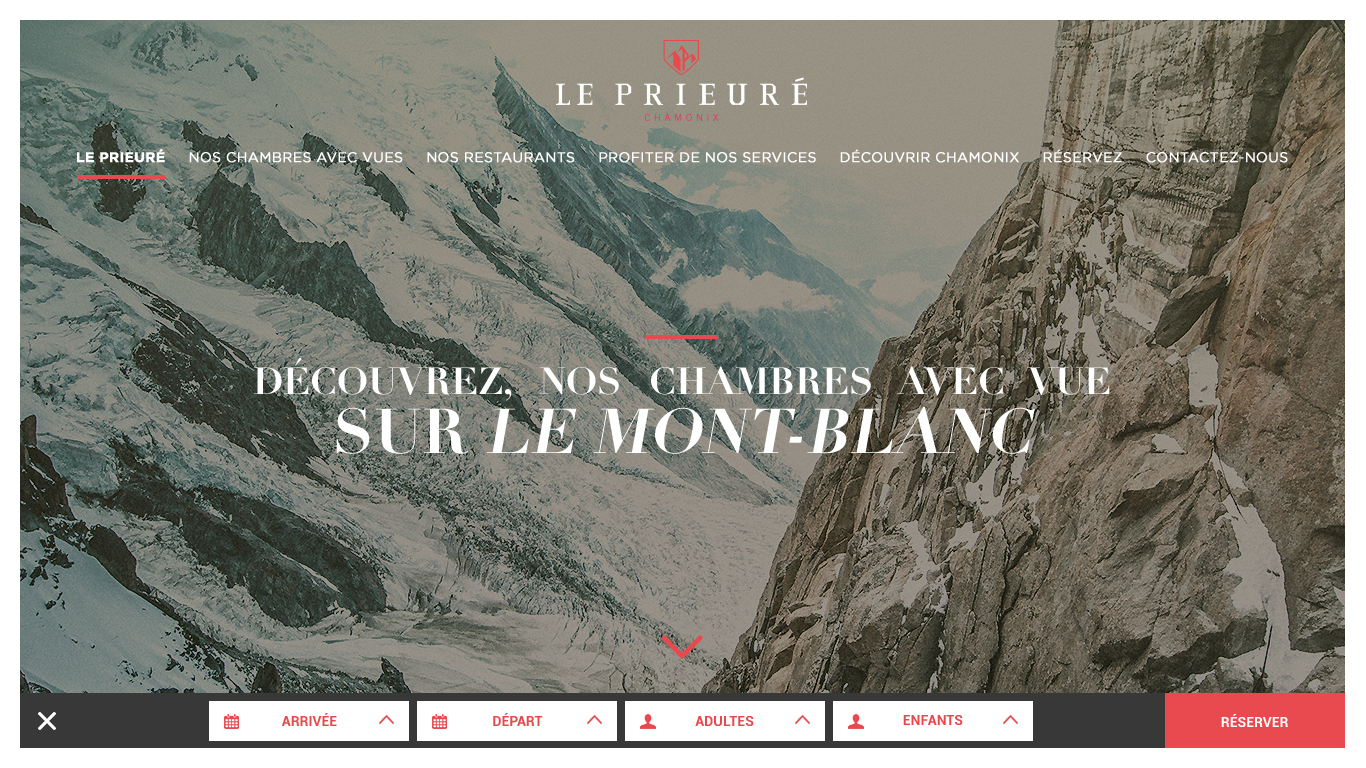 LE PRIEURÉ
CHAMONIX
LE PRIEURÉ NOS CHAMBRES AVEC VUES NOS RESTAURANTS PROFITER DE NOS SERVICES DÉCOUVRIR CHAMONIX RÉSERVEZ CONTACTEZ-NOUS
DÉCOUVREZ, NOS CHAMBRES AVEC VUE
SUR LE MONT-BLANC
ARRIVÉE DÉPART ADULTES ENFANTS RÉSERVER